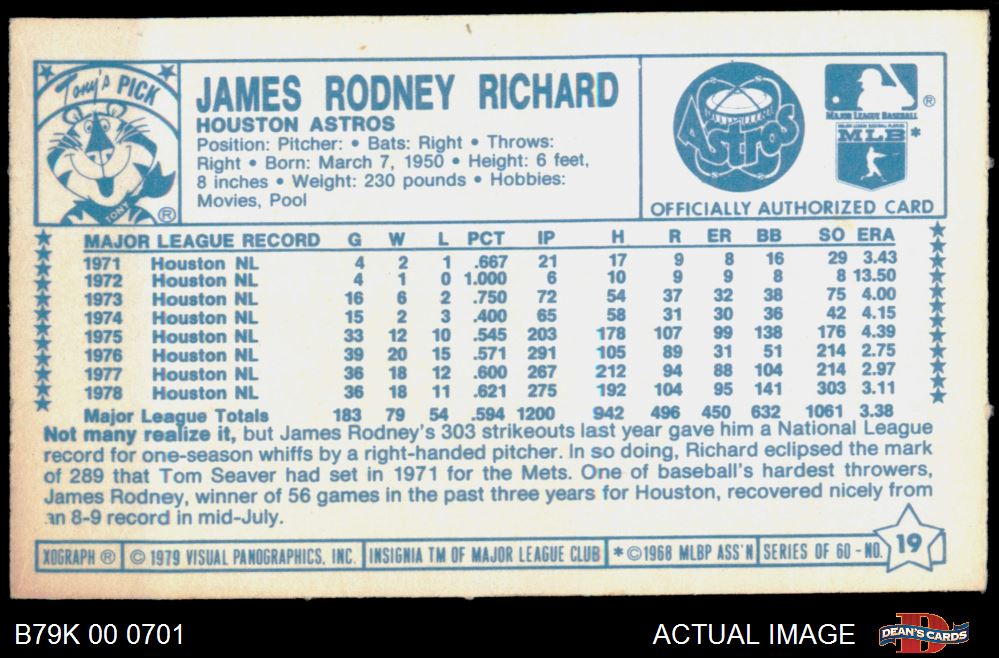 Tony's PICK
TONY
®
JAMES RODNEY RICHARD
HOUSTON ASTROS
Position: Pitcher: • Bats: Right • Throws:
Right • Born: March 7, 1950 • Height: 6 feet,
8 inches • Weight: 230 pounds • Hobbies:
Movies, Pool
Astros
®
MAJOR LEAGUE BASEBALL
MAJOR LEAGUE BASEBALL PLAYERS
MLB *
OFFICIALLY AUTHORIZED CARD
MAJOR LEAGUE RECORD G W L PCT IP H R ER BB SO ERA
1971 Houston NL 4 2 1 .667 21 17 9 8 16 29 3.43
1972 Houston NL 4 1 0 1.000 6 10 9 9 8 8 13.50
1973 Houston NL 16 6 2 .750 72 54 37 32 38 75 4.00
1974 Houston NL 15 2 3 .400 65 58 31 30 36 42 4.15
1975 Houston NL 33 12 10 .545 203 178 107 99 138 176 4.39
1976 Houston NL 39 20 15 .571 291 105 89 31 51 214 2.75
1977 Houston NL 36 18 12 .600 267 212 94 88 104 214 2.97
1978 Houston NL 36 18 11 .621 275 192 104 95 141 303 3.11
Major League Totals 183 79 54 .594 1200 942 496 450 632 1061 3.38
Not many realize it, but James Rodney's 303 strikeouts last year gave him a National League
record for one-season whiffs by a right-handed pitcher. In so doing, Richard eclipsed the mark
of 289 that Tom Seaver had set in 1971 for the Mets. One of baseball's hardest throwers,
James Rodney, winner of 56 games in the past three years for Houston, recovered nicely from
an 8-9 record in mid-July.
XOGRAPH ® © 1979 VISUAL PANOGRAPHICS, INC. INSIGNIA TM OF MAJOR LEAGUE CLUB *©1968 MLBP ASS'N SERIES OF 60 - NO. 19
B79K 00 0701
ACTUAL IMAGE
DEAN'S CARDS